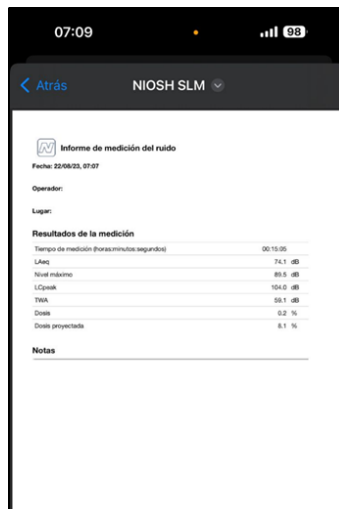 07:09
98
Atrás
NIOSH SLM
Informe de medición del ruido
Fecha: 22/08/23, 07:07
Operador:
Lugar:
Resultados de la medición
Tiempo de medición (horas:minutos:segundos) 00:15:05
LAeq 74.1 dB
Nivel máximo 89.5 dB
LCpeak 104.0 dB
TWA 59.1 dB
Dosis 0.2 %
Dosis proyectada 8.1 %
Notas